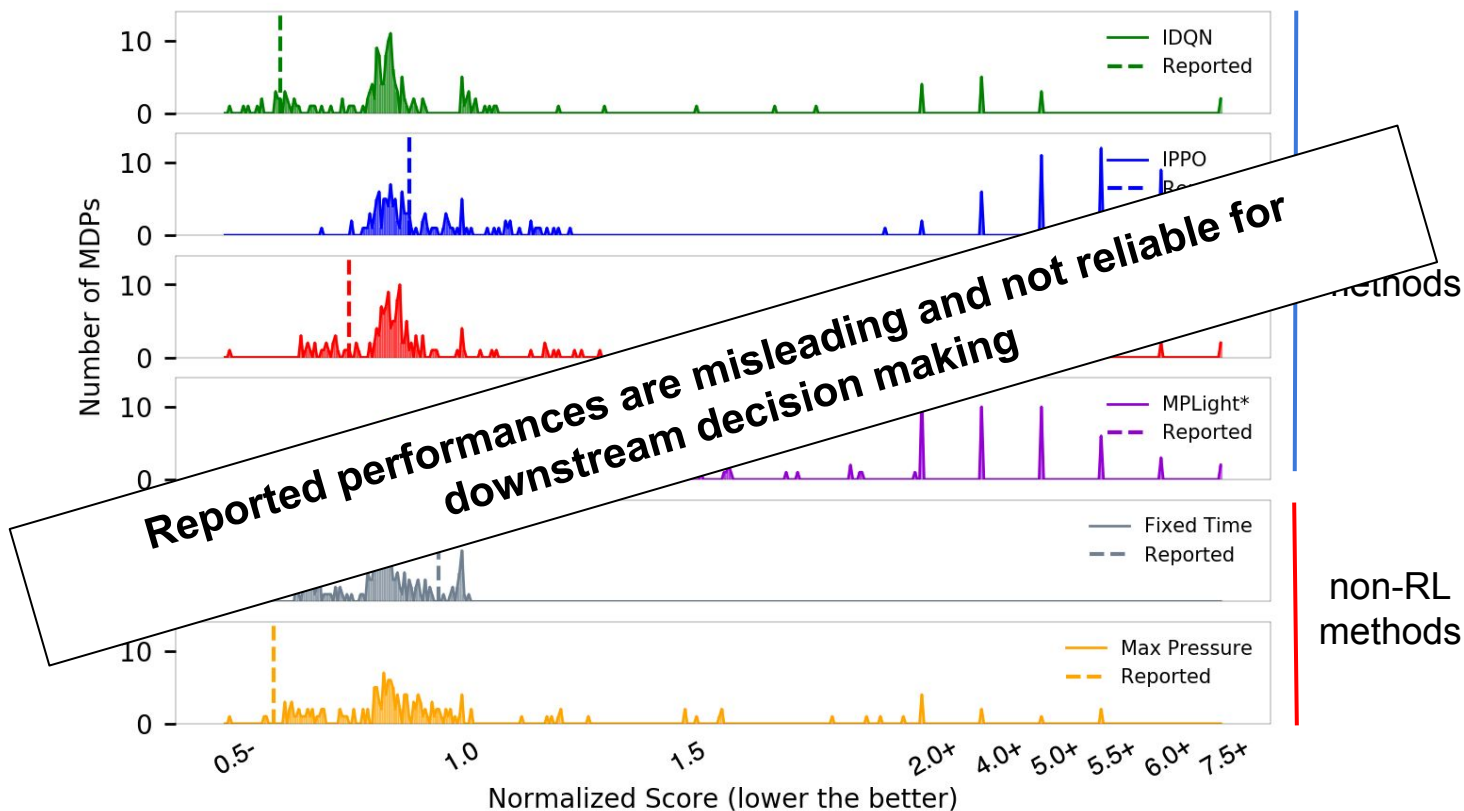 10
0
IDQN
Reported
10
0
IPPO
10
0
methods
Number of MDPs
10
0
MPLight*
Reported
Reported performances are misleading and not reliable for
downstream decision making
Fixed Time
Reported
non-RL
methods
10
0
Max Pressure
Reported
0.5-
1.0
1.5
2.0+
4.0+
5.0+
5.5+
6.0+
7.5+
Normalized Score (lower the better)